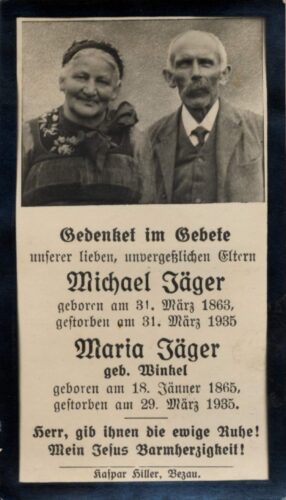 Gedenket im Gebete
unserer lieben, unvergeßlichen Eltern
Michael Jäger
geboren am 31. März 1863,
gestorben am 31. März 1935
Maria Jäger
geb. Winkel
geboren am 18. Jänner 1865,
gestorben am 29. März 1935.
Herr, gib ihnen die ewige Ruhe!
Mein Jesus Barmherzigkeit!
Kaspar Hiller, Bezau.